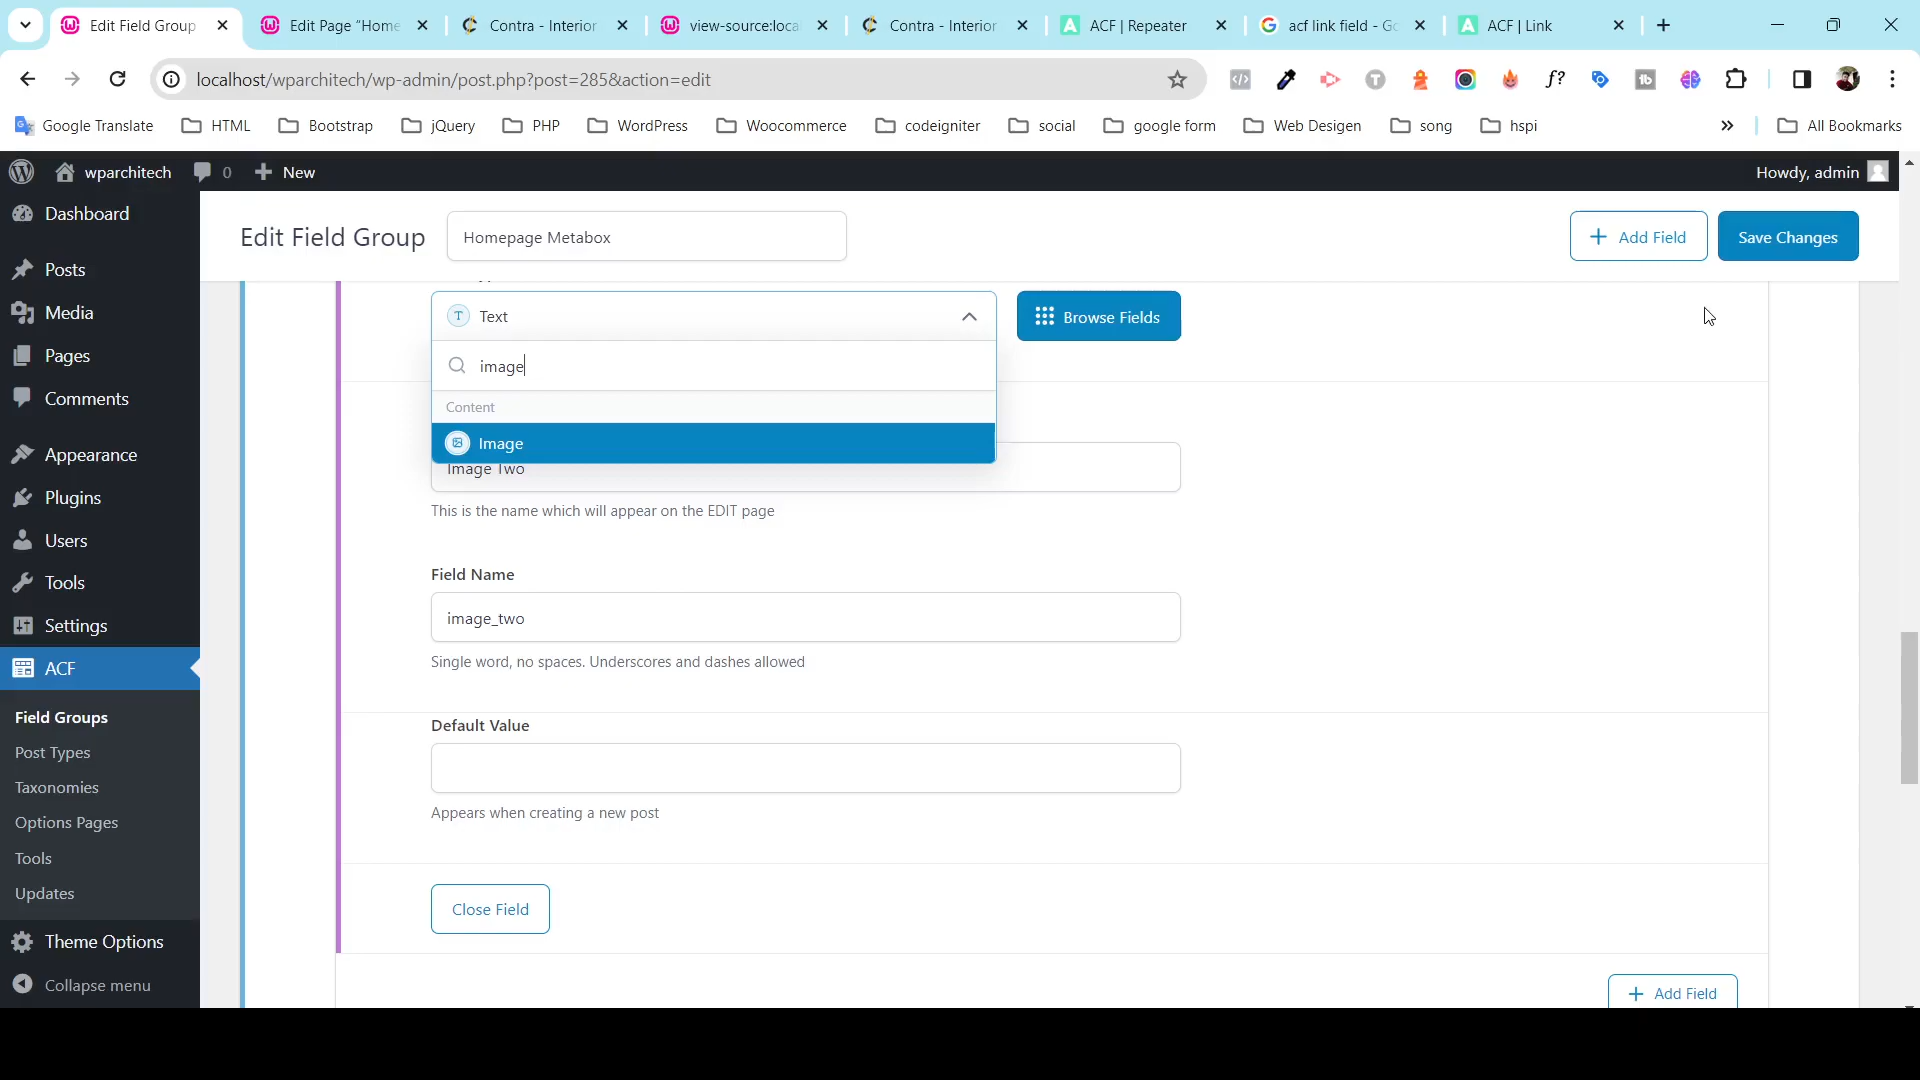 Edit Field Group
Edit Page "Home
Contra - Interior
view-source:loca
Contra - Interior
ACF | Repeater
acf link field - Go
ACF | Link
localhost/wparchitech/wp-admin/post.php?post=285&action=edit
Google Translate
HTML
Bootstrap
jQuery
PHP
WordPress
Woocommerce
codeigniter
social
google form
Web Desigen
song
hspi
All Bookmarks
wparchitech
0
New
Howdy, admin
Dashboard
Posts
Media
Pages
Comments
Appearance
Plugins
Users
Tools
Settings
ACF
Field Groups
Post Types
Taxonomies
Options Pages
Tools
Updates
Theme Options
Collapse menu
Edit Field Group
Homepage Metabox
Add Field
Save Changes
Text
Browse Fields
image
Content
Image
Image Two
This is the name which will appear on the EDIT page
Field Name
image_two
Single word, no spaces. Underscores and dashes allowed
Default Value
Appears when creating a new post
Close Field
Add Field